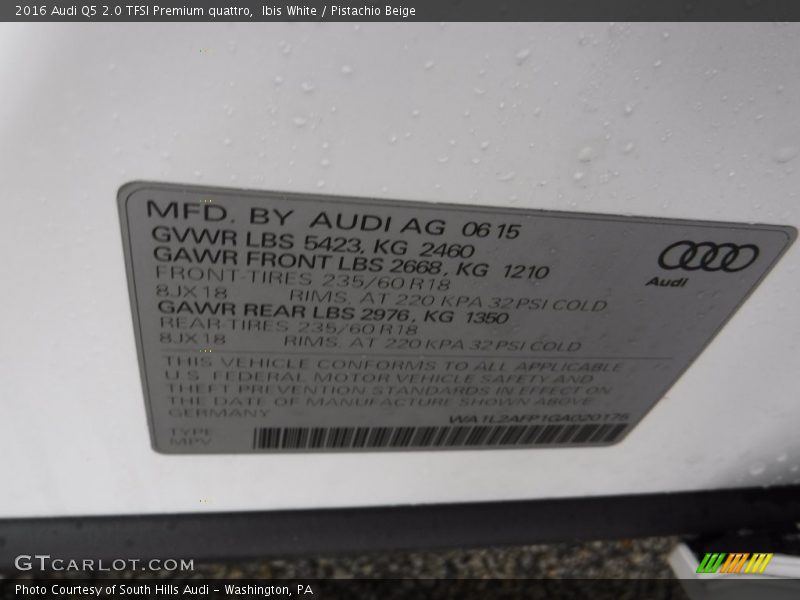 2016 Audi Q5 2.0 TFSI Premium quattro, Ibis White / Pistachio Beige
MFD. BY AUDI AG 06 15
GVWR LBS 5423, KG 2460
GAWR FRONT LBS 2668, KG 1210
FRONT-TIRES 235/60 R18
8JX18 RIMS. AT 220 KPA 32 PSI COLD
GAWR REAR LBS 2976, KG 1350
REAR-TIRES 235/60 R18
8JX18 RIMS. AT 220 KPA 32 PSI COLD
Audi
THIS VEHICLE CONFORMS TO ALL APPLICABLE
U.S. FEDERAL MOTOR VEHICLE SAFETY AND
THEFT PREVENTION STANDARDS IN EFFECT ON
THE DATE OF MANUFACTURE SHOWN ABOVE
GERMANY WA1L2AFP1GA020175
TYPE
MPV
GTCARLOT.COM
Photo Courtesy of South Hills Audi - Washington, PA